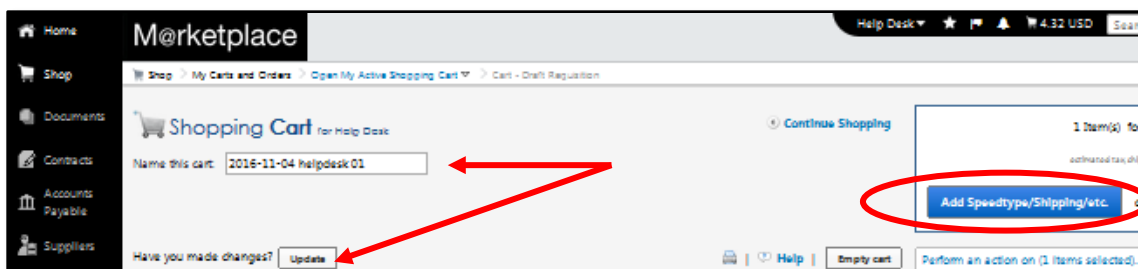 Home
M@rketplace
Help Desk 4.32 USD
Shop
Shop > My Carts and Orders > Open My Active Shopping Cart > Cart - Draft Requisition
Documents
Shopping Cart for Help Desk
Continue Shopping
1 Item(s)
Contracts
Name this cart: 2016-11-04 helpdesk 01
estimated tax,
Accounts
Payable
Add Speedtype/Shipping/etc.
Suppliers
Have you made changes? Update
| Help | Empty cart
Perform an action on (1 items selected).